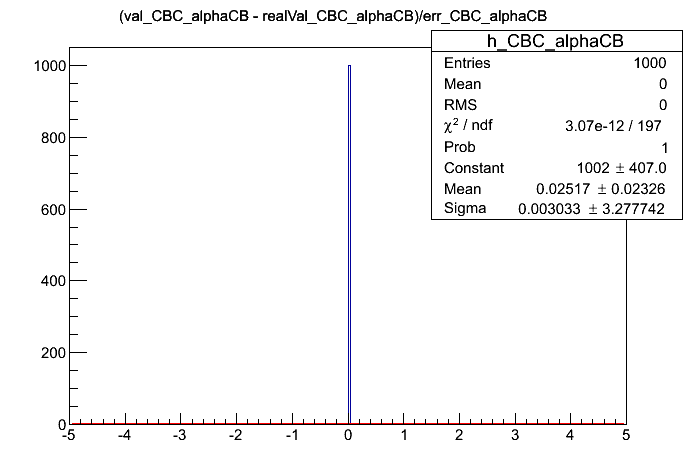 (val_CBC_alphaCB - realVal_CBC_alphaCB)/err_CBC_alphaCB
h_CBC_alphaCB
Entries 1000
Mean 0
RMS 0
χ² / ndf 3.07e-12 / 197
Prob 1
Constant 1002 ± 407.0
Mean 0.02517 ± 0.02326
Sigma 0.003033 ± 3.277742
1000
800
600
400
200
0
-5 -4 -3 -2 -1 0 1 2 3 4 5